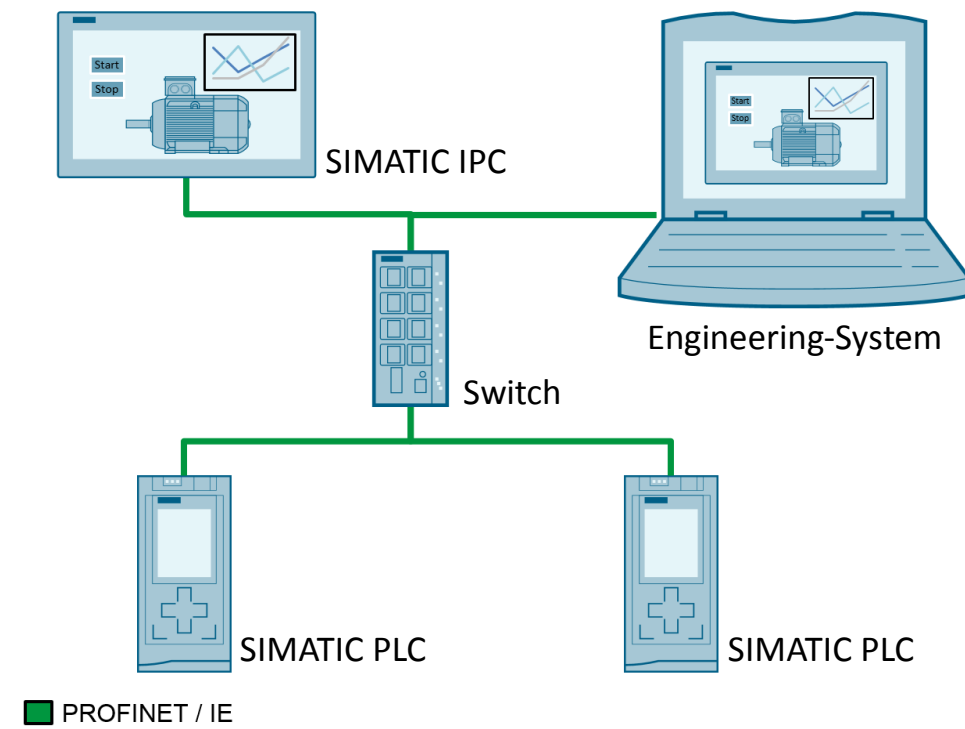 Start
Stop
SIMATIC IPC
Start
Stop
Engineering-System
Switch
SIMATIC PLC
SIMATIC PLC
PROFINET / IE